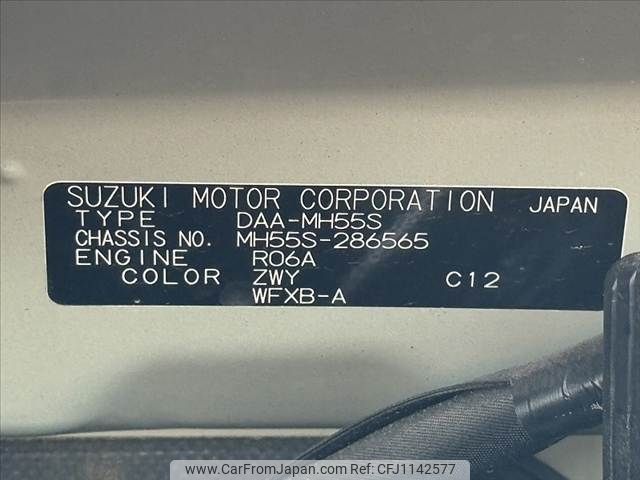 SUZUKI MOTOR CORPORATION JAPAN
TYPE DAA-MH55S
CHASSIS NO. MH55S-286565
ENGINE R06A
COLOR ZWY C12
WFXB-A
www.CarFromJapan.com | Ref. No: CFJ1142577